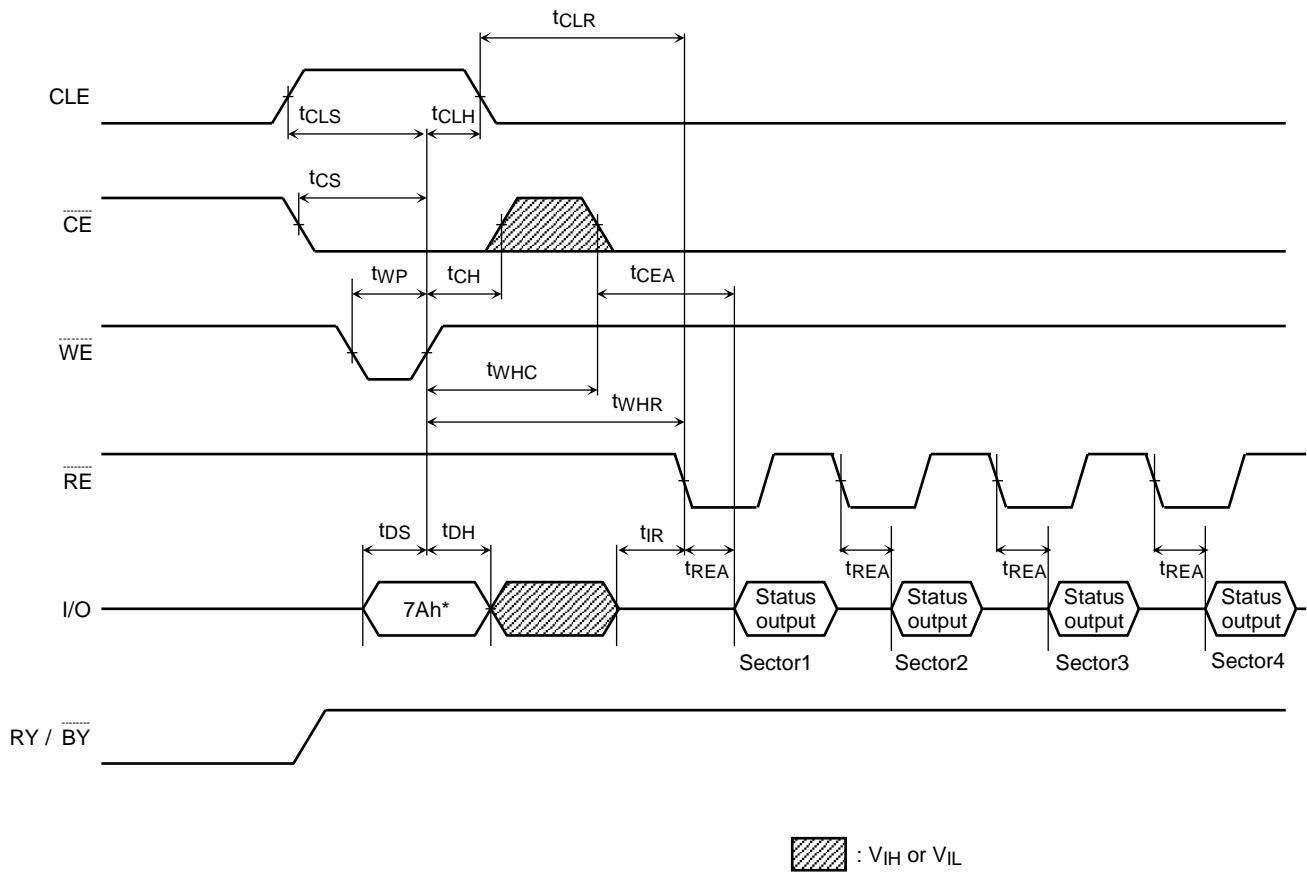 tCLR
CLE
tCLS
tCLH
tCS
CE
tWP
tCH
tCEA
WE
tWHC
tWHR
RE
tDS
tDH
tIR
tREA
tREA
tREA
tREA
I/O
7Ah*
Status
output
Status
output
Status
output
Status
output
Sector1
Sector2
Sector3
Sector4
RY / BY
: VIH or VIL